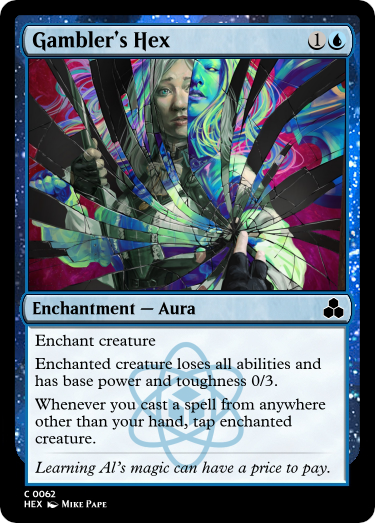 Gambler's Hex 1
Enchantment — Aura
Enchant creature
Enchanted creature loses all abilities and
has base power and toughness 0/3.
Whenever you cast a spell from anywhere
other than your hand, tap enchanted
creature.
Learning Al's magic can have a price to pay.
C 0062
HEX Mike Pape